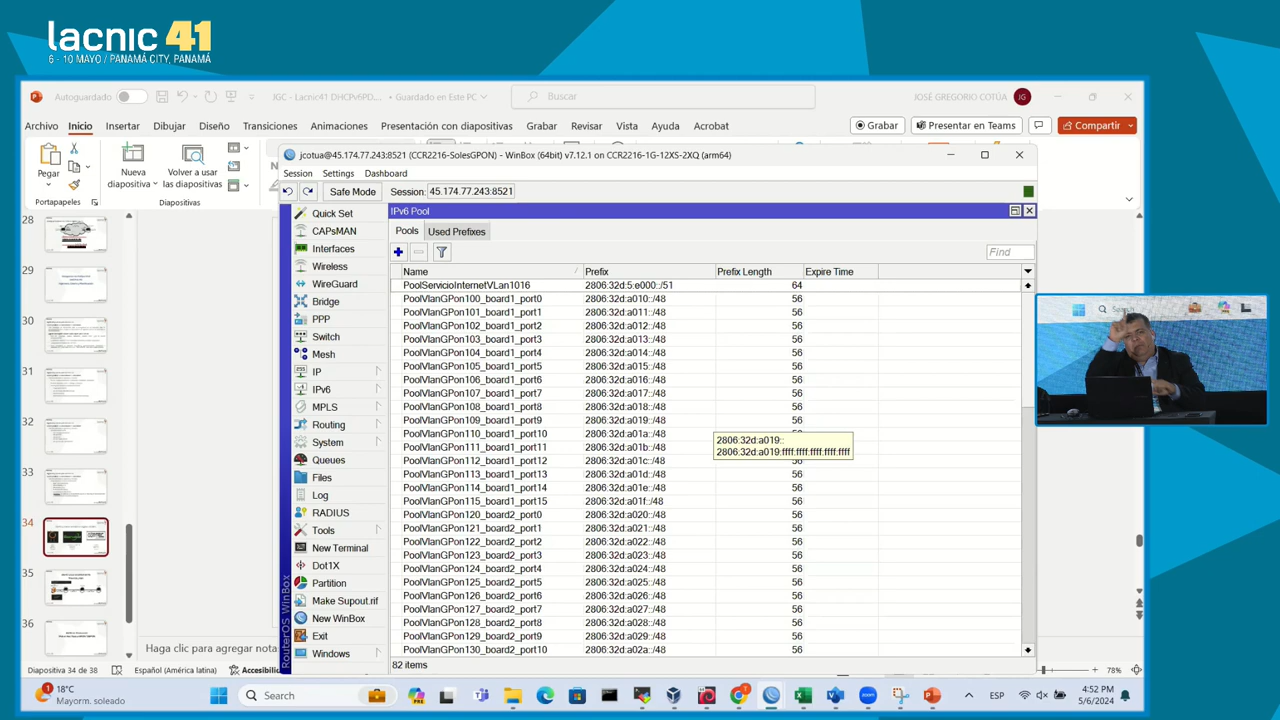 lacnic 41
6 - 10 MAYO / PANAMÁ CITY, PANAMÁ
Autoguardado
JGC - Lacnic41 DHCPv6PD... • Guardado en Este PC
Buscar
JOSÉ GREGORIO COTÚA
JG
Archivo Inicio Insertar Dibujar Diseño Transiciones Animaciones Presentación con diapositivas Grabar Revisar Vista Ayuda Acrobat
Grabar
Presentar en Teams
Compartir
Pegar
Nueva diapositiva
Volver a usar las diapositivas
Portapapeles
Diapositivas
jcotua@45.174.77.243:8521 (CCR2216-SolesGPON) - WinBox (64bit) v7.12.1 on CCR2216-1G-12XS-2XQ (arm64)
Session Settings Dashboard
Safe Mode Session: 45.174.77.243:8521
Quick Set
CAPsMAN
Interfaces
Wireless
WireGuard
Bridge
PPP
Switch
Mesh
IP
IPv6
MPLS
System
Queues
Files
Log
RADIUS
Tools
New Terminal
Dot1X
Partition
Make Supout.rif
New WinBox
Exit
Windows
RouterOS WinBox
IPv6 Pool
Pools Used Prefixes
Find
Name Prefix Prefix Length Expire Time
PoolServicioInternetVLan1016 2806:32d:5:e000::/51 64
2806:32d:a010::/48 56
2806:32d:a011::/48 56
2806:32d:a012::/48 56
2806:32d:a013::/48 56
2806:32d:a014::/48 56
2806:32d:a015::/48 56
2806:32d:a016::/48 56
2806:32d:a017::/48 56
2806:32d:a018::/48 56
2806:32d:a019::/48 56
PoolVlanGPon110_board1_port10 2806:32d:a01a::/48 56
PoolVlanGPon111_board1_port11 2806:32d:a01b::/48
PoolVlanGPon112_board1_port12 2806:32d:a01c::/48 56
PoolVlanGPon113_board1_port13 2806:32d:a01d::/48 56
PoolVlanGPon114_board1_port14 2806:32d:a01e::/48 56
PoolVlanGPon115_board1_port15 2806:32d:a01f::/48 56
PoolVlanGPon120_board2_port0 2806:32d:a020::/48 56
PoolVlanGPon121_board2_port1 2806:32d:a021::/48 56
PoolVlanGPon122_board2_port2 2806:32d:a022::/48 56
PoolVlanGPon123_board2_port3 2806:32d:a023::/48 56
PoolVlanGPon124_board2_port4 2806:32d:a024::/48 56
PoolVlanGPon125_board2_port5 2806:32d:a025::/48 56
PoolVlanGPon126_board2_port6 2806:32d:a026::/48 56
PoolVlanGPon127_board2_port7 2806:32d:a027::/48 56
PoolVlanGPon128_board2_port8 2806:32d:a028::/48 56
PoolVlanGPon129_board2_port9 2806:32d:a029::/48 56
PoolVlanGPon130_board2_port10 2806:32d:a02a::/48 56
2806:32d:a019::
2806:32d:a019:ffff:ffff:ffff:ffff:ffff
82 items
28
29
30
31
32
33
34
35
36
Haga clic para agregar nota
Diapositiva 34 de 38
Español (América latina)
78%
18°C
Mayorm. soleado
Search
ESP
4:52 PM
5/6/2024